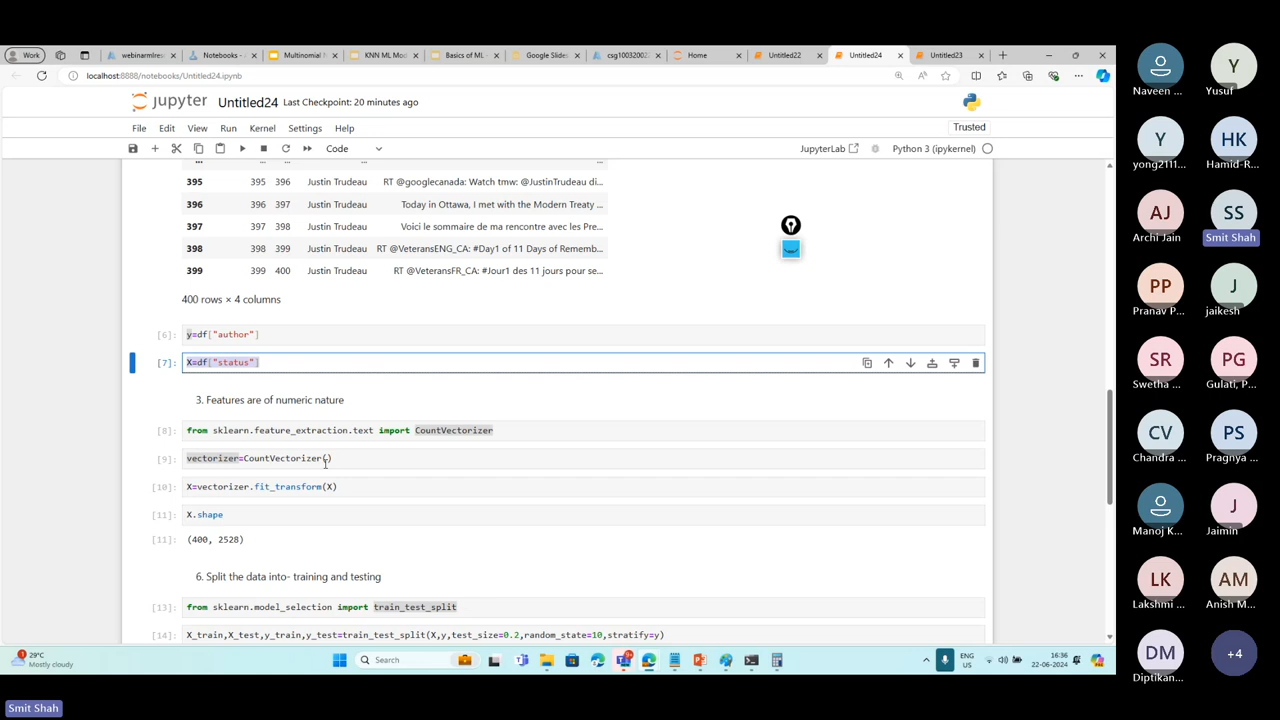 Work
webinarmlres
Notebooks -
Multinomial
KNN ML Mod
Basics of ML -
Google Slides
csg100320022
Home
Untitled22
Untitled24
Untitled23
localhost:8888/notebooks/Untitled24.ipynb
jupyter Untitled24 Last Checkpoint: 20 minutes ago
File Edit View Run Kernel Settings Help
Trusted
Code
JupyterLab
Python 3 (ipykernel)
... ... ... ... ...
395 395 396 Justin Trudeau RT @googlecanada: Watch tmw: @JustinTrudeau di...
396 396 397 Justin Trudeau Today in Ottawa, I met with the Modern Treaty ...
397 397 398 Justin Trudeau Voici le sommaire de ma rencontre avec les Pre...
398 398 399 Justin Trudeau RT @VeteransENG_CA: #Day1 of 11 Days of Rememb...
399 399 400 Justin Trudeau RT @VeteransFR_CA: #Jour1 des 11 jours pour se...
400 rows × 4 columns
[6]: y=df["author"]
[7]: X=df["status"]
3. Features are of numeric nature
[8]: from sklearn.feature_extraction.text import CountVectorizer
[9]: vectorizer=CountVectorizer()
[10]: X=vectorizer.fit_transform(X)
[11]: X.shape
[11]: (400, 2528)
6. Split the data into- training and testing
[13]: from sklearn.model_selection import train_test_split
[14]: X_train,X_test,y_train,y_test=train_test_split(X,y,test_size=0.2,random_state=10,stratify=y)
29°C
Mostly cloudy
Search
ENG
US
16:36
22-06-2024
Naveen ...
Y
Yusuf
Y
yong2111...
HK
Hamid-R...
AJ
Archi Jain
SS
Smit Shah
PP
Pranav P...
J
jaikesh
SR
Swetha ...
PG
Gulati, P...
CV
Chandra ...
PS
Pragnya ...
Manoj K...
J
Jaimin
LK
Lakshmi ...
AM
Anish M...
DM
Diptikan...
+4
Smit Shah